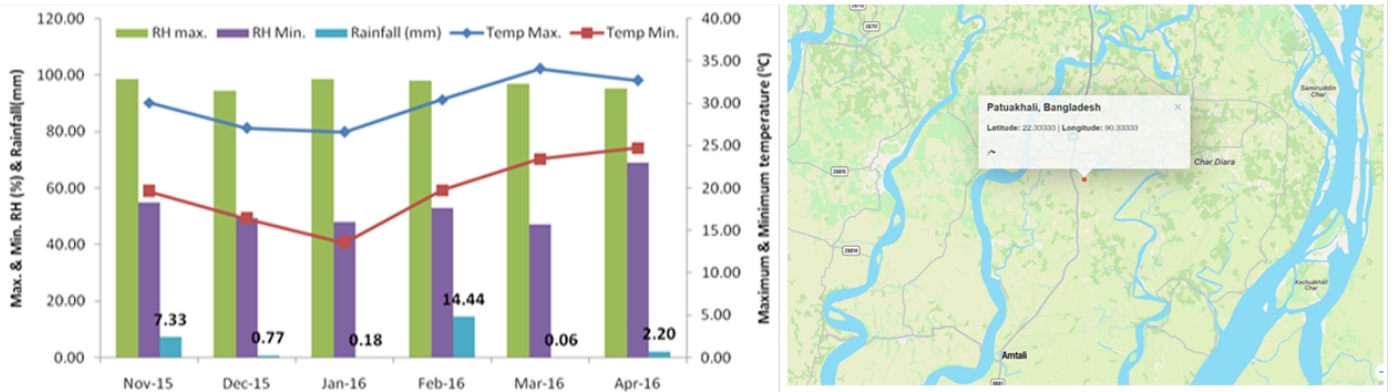 120.00
100.00
80.00
60.00
40.00
20.00
0.00
Max. & Min. RH (%) & Rainfall(mm)
RH max.
RH Min.
Rainfall (mm)
Temp Max.
Temp Min.
7.33
0.77
0.18
14.44
0.06
2.20
Nov-15
Dec-15
Jan-16
Feb-16
Mar-16
Apr-16
40.00
35.00
30.00
25.00
20.00
15.00
10.00
5.00
0.00
Maximum & Minimum temperature (⁰C)
Patuakhali, Bangladesh
×
Latitude: 22.33333 | Longitude: 90.33333
Samiruddin
Char
Char Diara
Kachuakhali
Char
Amtali